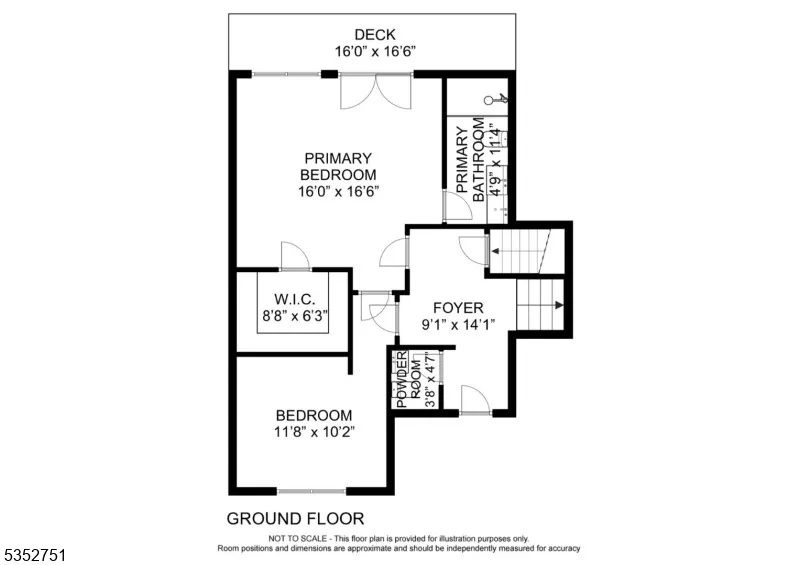 DECK
16'0" x 16'6"
PRIMARY
BEDROOM
16'0" x 16'6"
PRIMARY
BATHROOM
4'9" x 11'4"
W.I.C.
8'8" x 6'3"
FOYER
9'1" x 14'1"
POWDER
ROOM
3'8" x 4'7"
BEDROOM
11'8" x 10'2"
GROUND FLOOR
NOT TO SCALE - This floor plan is provided for illustration purposes only.
Room positions and dimensions are approximate and should be independently measured for accuracy
5352751